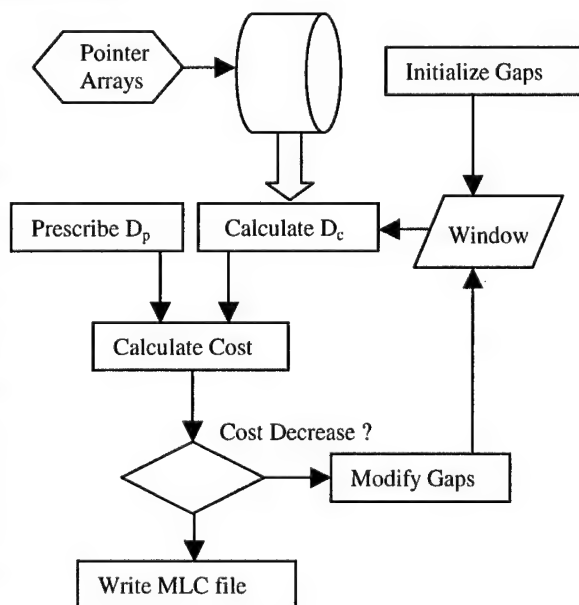 Pointer
Arrays
Initialize Gaps
Prescribe Dp
Calculate Dc
Window
Calculate Cost
Cost Decrease ?
Modify Gaps
Write MLC file